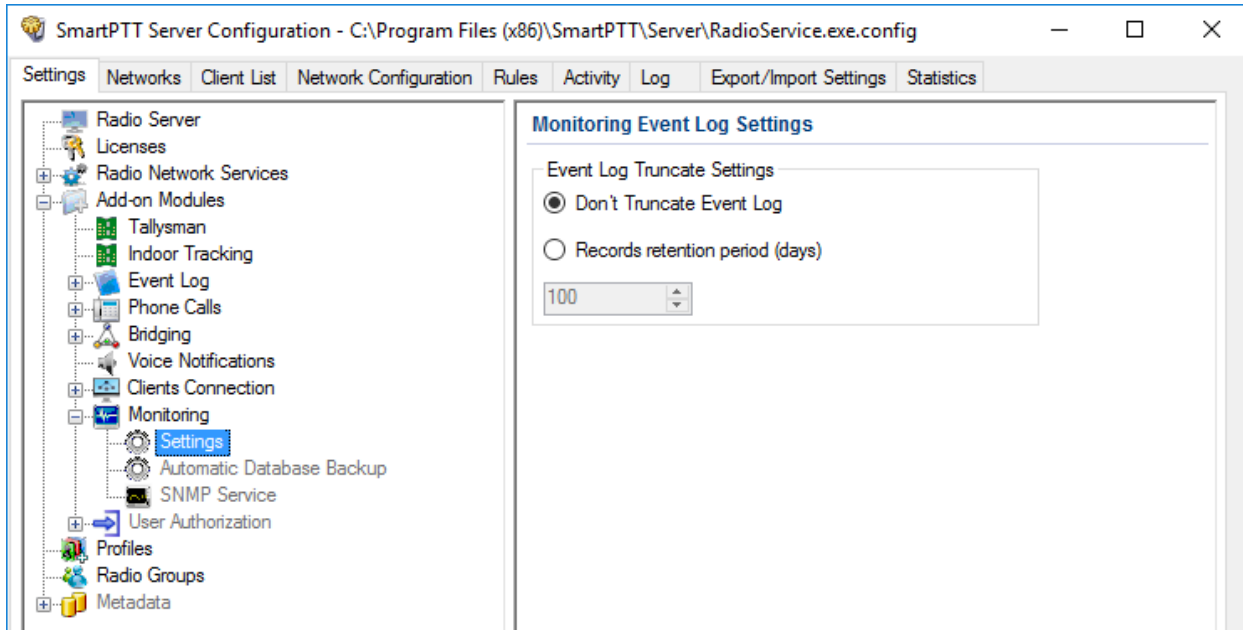 SmartPTT Server Configuration - C:\Program Files (x86)\SmartPTT\Server\RadioService.exe.config
Settings Networks Client List Network Configuration Rules Activity Log Export/Import Settings Statistics
Radio Server
Licenses
Radio Network Services
Add-on Modules
Tallysman
Indoor Tracking
Event Log
Phone Calls
Bridging
Voice Notifications
Clients Connection
Monitoring
Settings
Automatic Database Backup
SNMP Service
User Authorization
Profiles
Radio Groups
Metadata
Monitoring Event Log Settings
Event Log Truncate Settings
Don't Truncate Event Log
Records retention period (days)
100